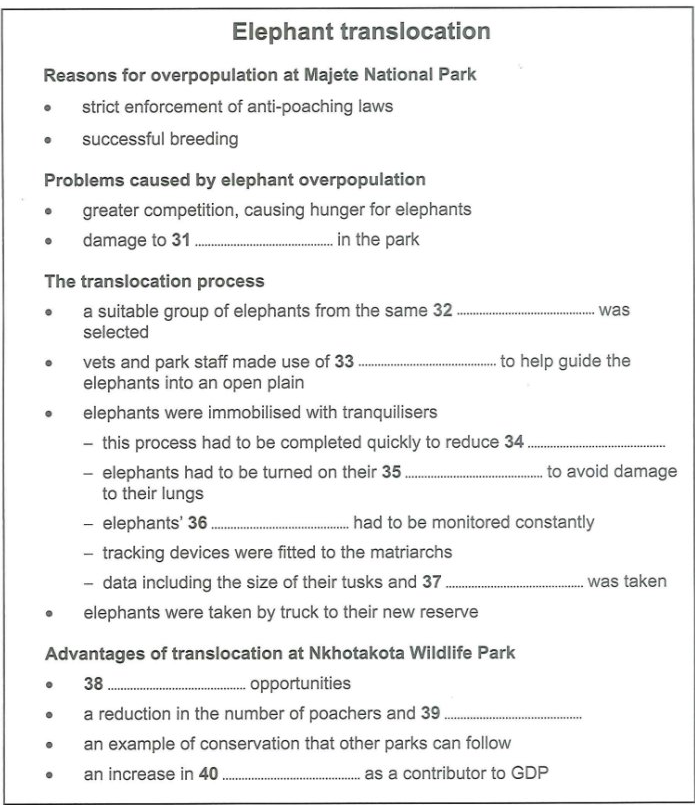 Elephant translocation
Reasons for overpopulation at Majete National Park
• strict enforcement of anti-poaching laws
• successful breeding
Problems caused by elephant overpopulation
• greater competition, causing hunger for elephants
• damage to 31 .......................... in the park
The translocation process
• a suitable group of elephants from the same 32 .......................... was
selected
• vets and park staff made use of 33 .......................... to help guide the
elephants into an open plain
• elephants were immobilised with tranquilisers
– this process had to be completed quickly to reduce 34 ..........................
– elephants had to be turned on their 35 .......................... to avoid damage
to their lungs
– elephants' 36 .......................... had to be monitored constantly
– tracking devices were fitted to the matriarchs
– data including the size of their tusks and 37 .......................... was taken
• elephants were taken by truck to their new reserve
Advantages of translocation at Nkhotakota Wildlife Park
• 38 .......................... opportunities
• a reduction in the number of poachers and 39 ..........................
• an example of conservation that other parks can follow
• an increase in 40 .......................... as a contributor to GDP